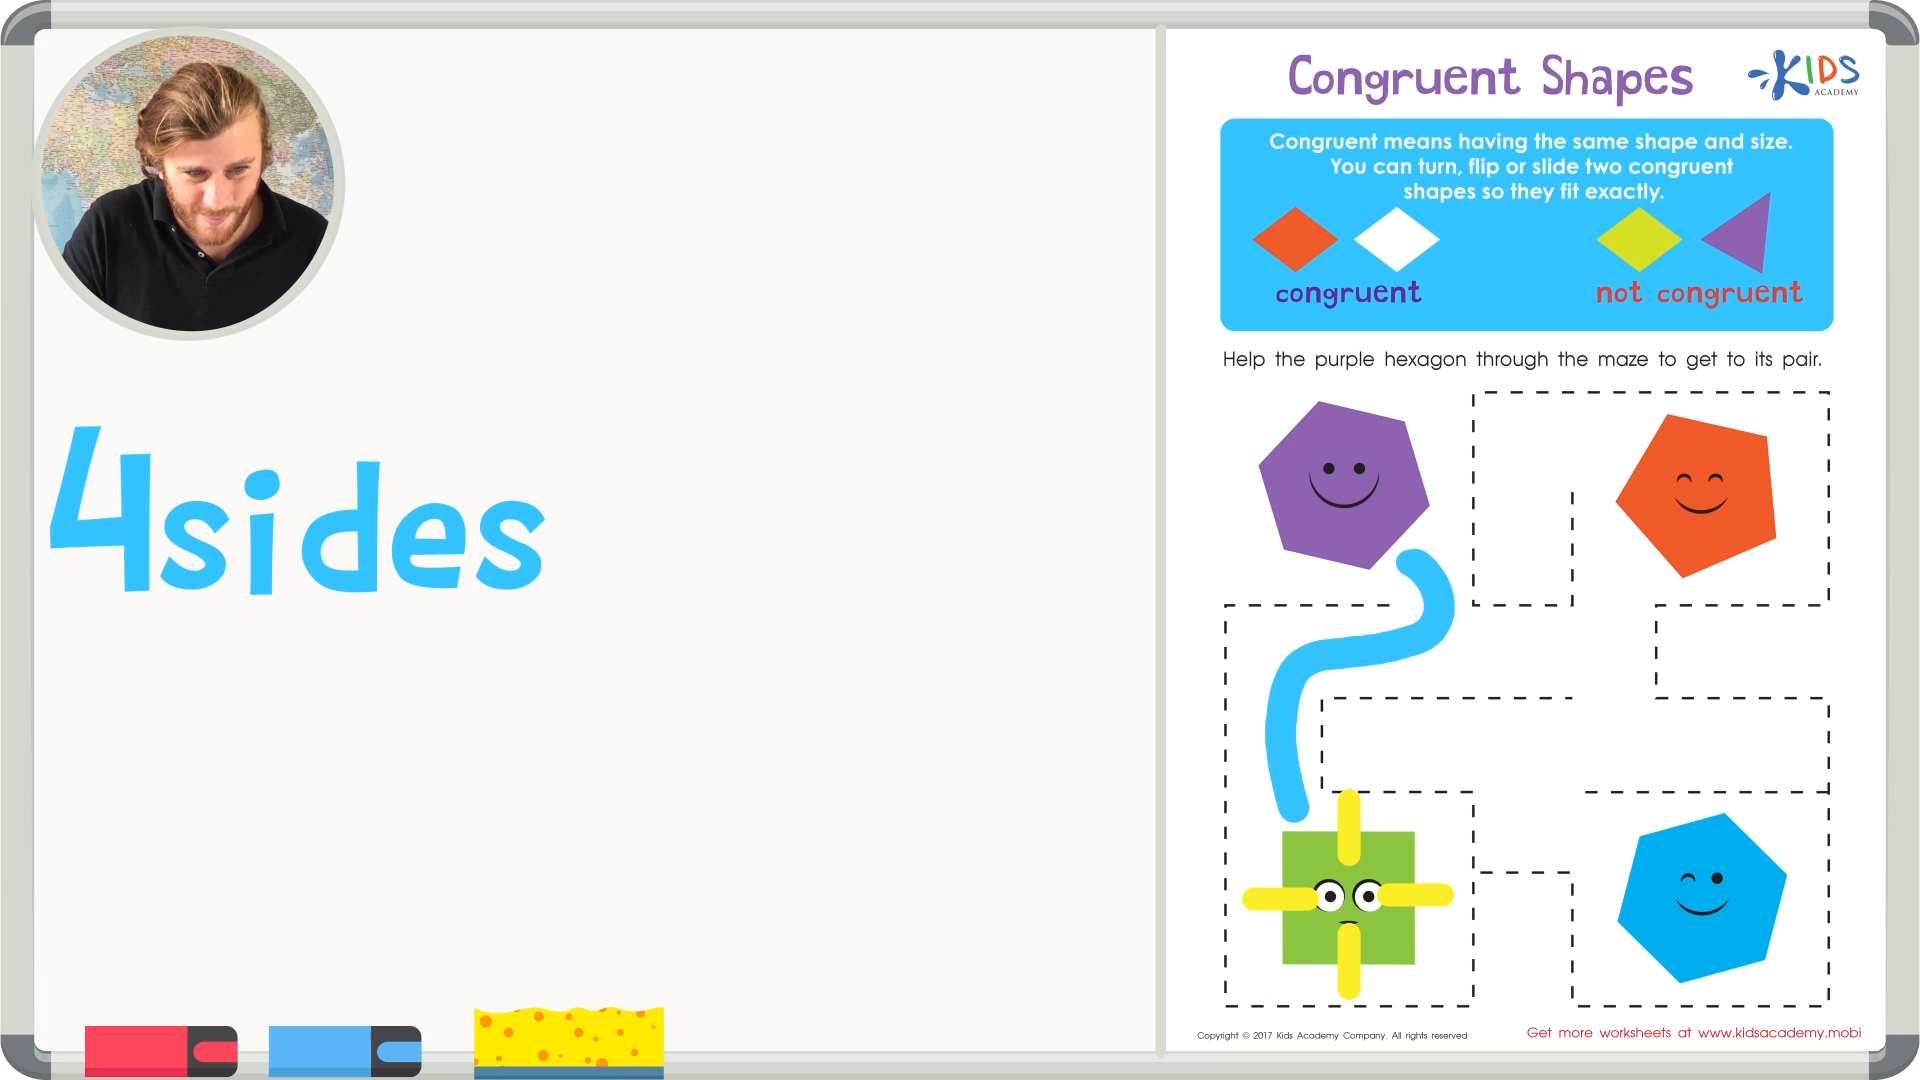 4sides
Congruent Shapes
KIDS
ACADEMY
Congruent means having the same shape and size.
You can turn, flip or slide two congruent
shapes so they fit exactly.
congruent
not congruent
Help the purple hexagon through the maze to get to its pair.
Copyright © 2017 Kids Academy Company. All rights reserved
Get more worksheets at www.kidsacademy.mobi